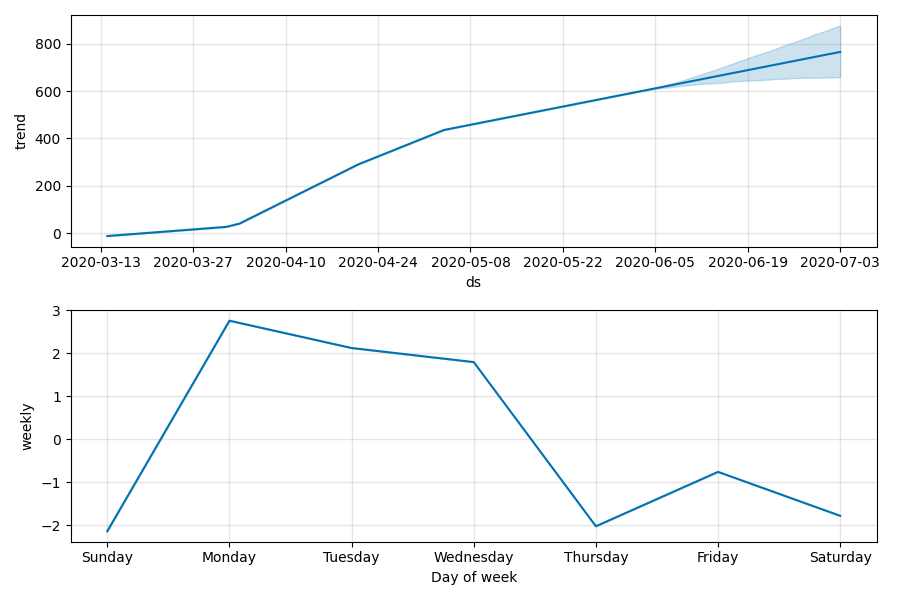 800
600
400
200
0
trend
2020-03-13 2020-03-27 2020-04-10 2020-04-24 2020-05-08 2020-05-22 2020-06-05 2020-06-19 2020-07-03
ds
3
2
1
0
−1
−2
weekly
Sunday Monday Tuesday Wednesday Thursday Friday Saturday
Day of week